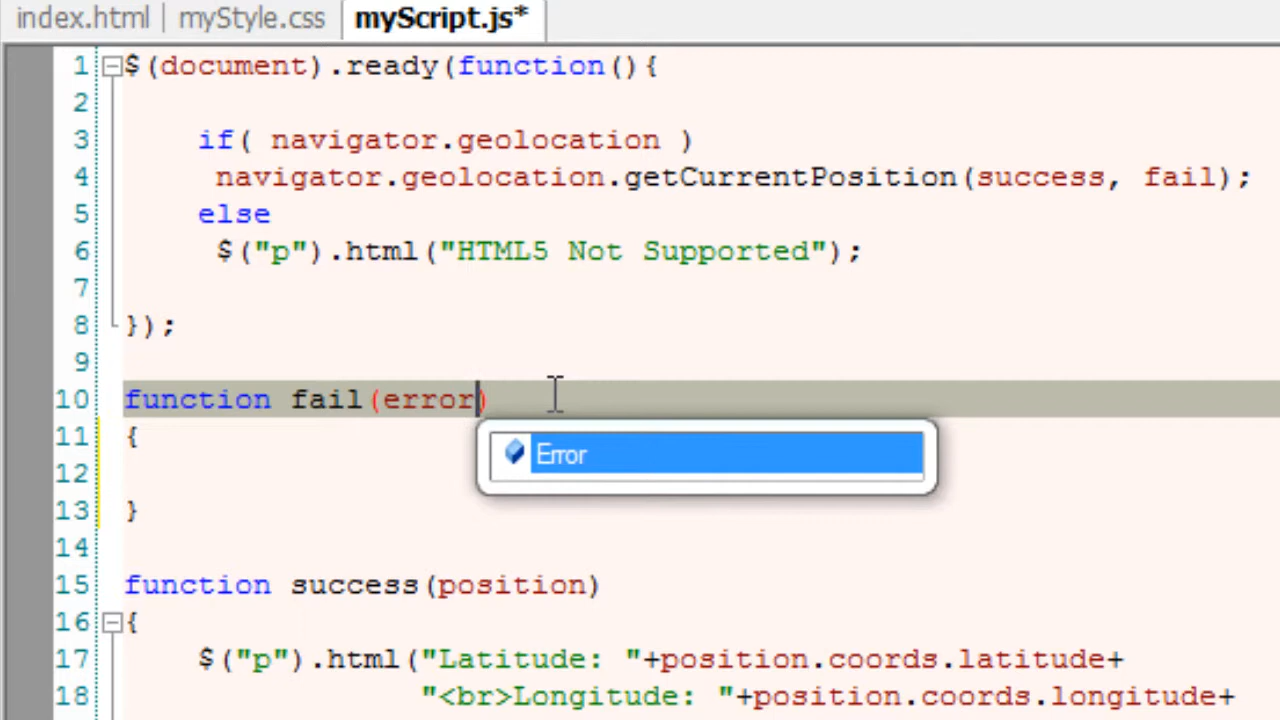 index.html | myStyle.css | myScript.js*
1 $(document).ready(function(){
2
3 if( navigator.geolocation )
4 navigator.geolocation.getCurrentPosition(success, fail);
5 else
6 $("p").html("HTML5 Not Supported");
7
8 });
9
10 function fail(error)
11 {
Error
12
13 }
14
15 function success(position)
16 {
17 $("p").html("Latitude: "+position.coords.latitude+
18 "<br>Longitude: "+position.coords.longitude+